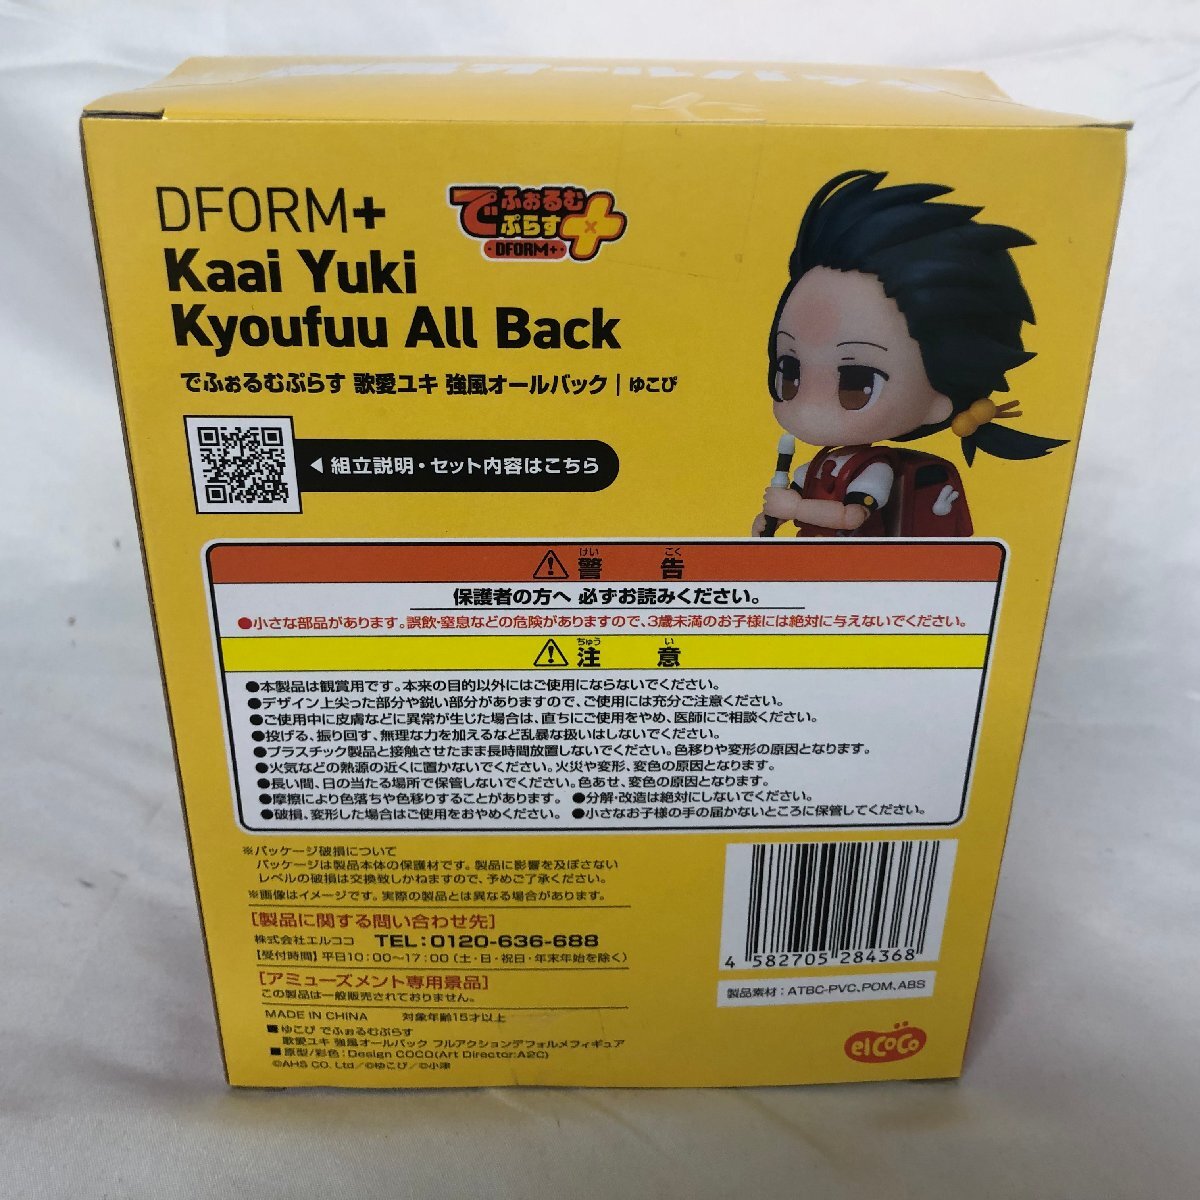 DFORM+
でふぉるむ
ぷらす
DFORM+
Kaai Yuki
Kyoufuu All Back
でふぉるむぷらす 歌愛ユキ 強風オールバック｜ゆこぴ
◀組立説明・セット内容はこちら
けい こく
⚠警 告
保護者の方へ 必ずお読みください。
●小さな部品があります。誤飲・窒息などの危険がありますので、3歳未満のお子様には絶対に与えないでください。
ちゅう い
⚠注 意
●本製品は観賞用です。本来の目的以外にはご使用にならないでください。
●デザイン上尖った部分や鋭い部分がありますので、ご使用には充分ご注意ください。
●ご使用中に皮膚などに異常が生じた場合は、直ちにご使用をやめ、医師にご相談ください。
●投げる、振り回す、無理な力を加えるなど乱暴な扱いはしないでください。
●プラスチック製品と接触させたまま長時間放置しないでください。色移りや変形の原因となります。
●火気などの熱源の近くに置かないでください。火災や変形、変色の原因となります。
●長い間、日の当たる場所で保管しないでください。色あせ、変色の原因となります。
●摩擦により色落ちや色移りすることがあります。 ●分解・改造は絶対にしないでください。
●破損、変形した場合はご使用をおやめください。 ●小さなお子様の手の届かないところに保管してください。
※パッケージ破損について
パッケージは製品本体の保護材です。製品に影響を及ぼさない
レベルの破損は交換致しかねますので、予めご了承ください。
※画像はイメージです。実際の製品とは異なる場合があります。
[製品に関する問い合わせ先]
株式会社エルココ TEL:0120-636-688
【受付時間】平日10:00〜17:00(土・日・祝日・年末年始を除く)
[アミューズメント専用景品]
この製品は一般販売されておりません。
MADE IN CHINA 対象年齢15才以上
■ゆこぴ でふぉるむぷらす
歌愛ユキ 強風オールバック フルアクションデフォルメフィギュア
■原型/彩色:Design COCO(Art Director:A2C)
©AHS CO. Ltd/©ゆこぴ/©小津
4 582705 284368
製品素材:ATBC-PVC、POM、ABS
elCoCo